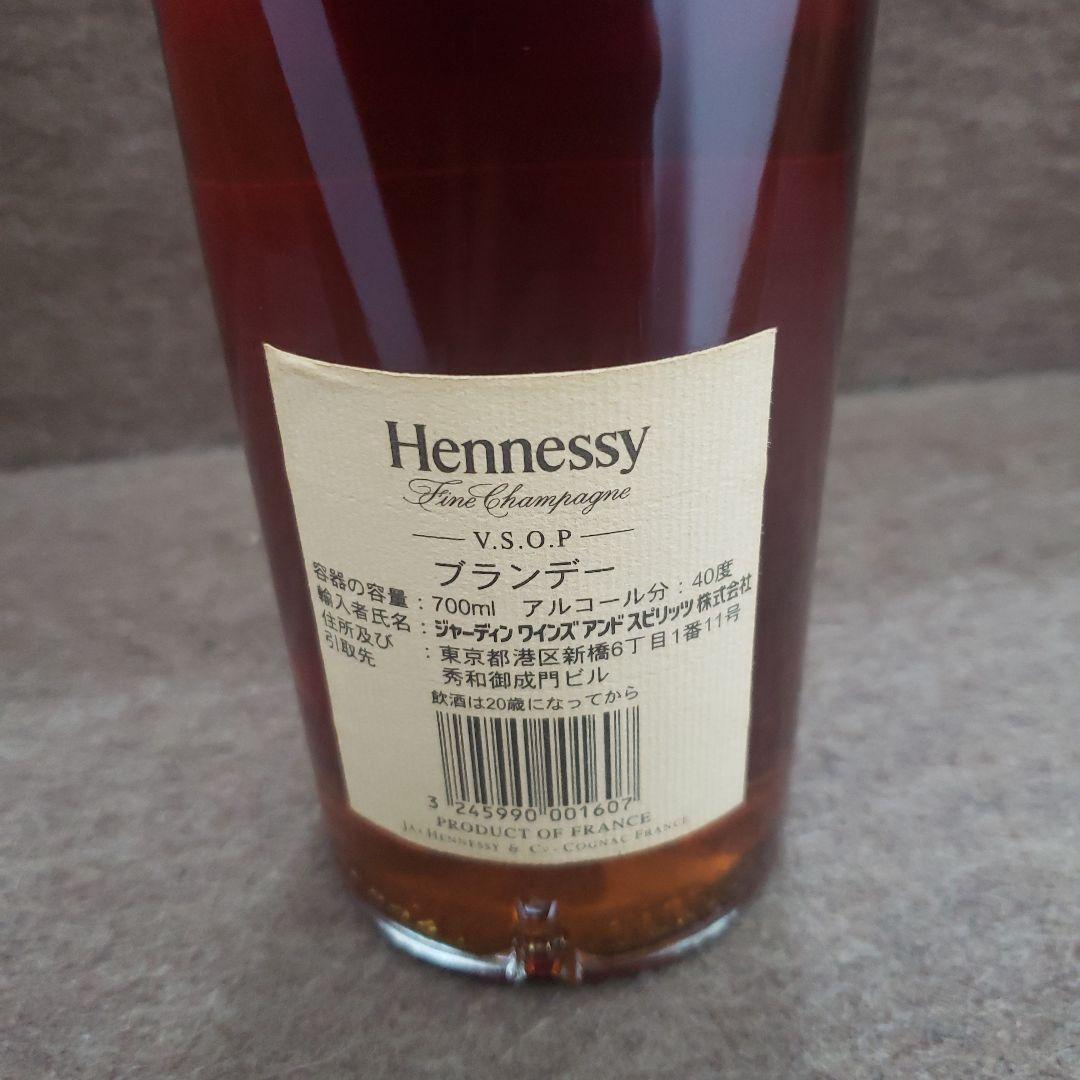 Hennessy
Fine Champagne
V.S.O.P
ブランデー
容器の容量 : 700ml アルコール分 : 40度
輸入者氏名 : ジャーディン ワインズ アンド スピリッツ 株式会社
住所及び
引取先 : 東京都港区新橋6丁目1番11号
秀和御成門ビル
飲酒は20歳になってから
3 245990 001607
PRODUCT OF FRANCE
JAs HENNESSY & Co - COGNAC FRANCE